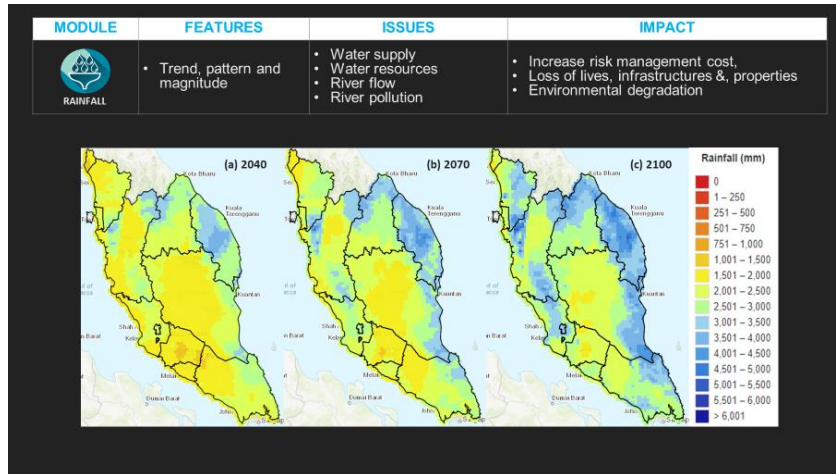 MODULE FEATURES ISSUES IMPACT
RAINFALL
• Trend, pattern and
magnitude
• Water supply
• Water resources
• River flow
• River pollution
• Increase risk management cost,
• Loss of lives, infrastructures &, properties
• Environmental degradation
(a) 2040
(b) 2070
(c) 2100
Kota Bharu
Kuala
Terengganu
Kuantan
Shah
Dumai Barat
Kota Bharu
Kuala
Terengganu
Kuantan
Shah
Dumai Barat
Kota Bharu
Kuala
Terengganu
Kuantan
Shah
Dumai Barat
Rainfall (mm)
0
1 – 250
251 – 500
501 – 750
751 – 1,000
1,001 – 1,500
1,501 – 2,000
2.001 – 2,500
2.501 – 3,000
3,001 – 3,500
3,501 – 4,000
4,001 – 4,500
4,501 – 5,000
5,001 – 5,500
5,501 – 6,000
> 6,001